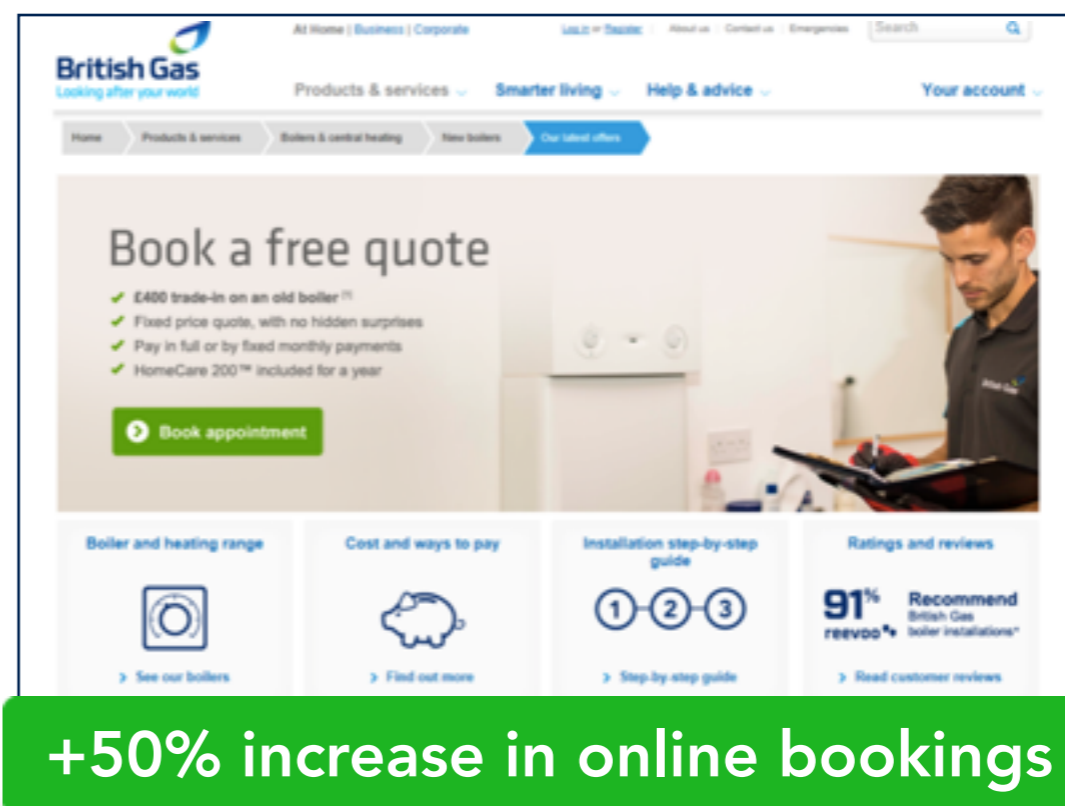 At Home | Business | Corporate
Log in or Register
About us
Contact us
Emergencies
Search
British Gas
Looking after your world
Products & services
Smarter living
Help & advice
Your account
Home
Products & services
Boilers & central heating
New boilers
Our latest offers
Book a free quote
£400 trade-in on an old boiler [1]
Fixed price quote, with no hidden surprises
Pay in full or by fixed monthly payments
HomeCare 200™ included for a year
Book appointment
British Gas
Boiler and heating range
See our boilers
Cost and ways to pay
Find out more
Installation step-by-step
guide
1 2 3
Step-by-step guide
Ratings and reviews
91%
reevoo
Recommend
British Gas
boiler installations*
Read customer reviews
+50% increase in online bookings